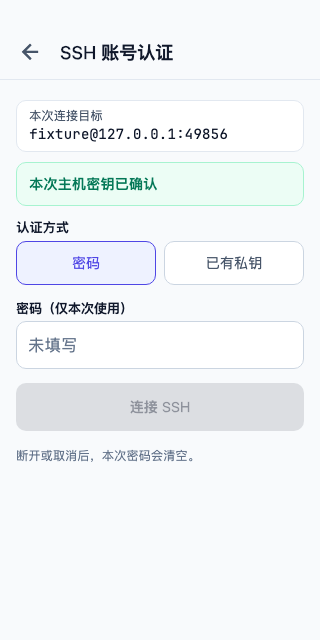 SSH 账号认证
本次连接目标
fixture@127.0.0.1:49856
本次主机密钥已确认
认证方式
密码
已有私钥
密码（仅本次使用）
未填写
连接 SSH
断开或取消后，本次密码会清空。